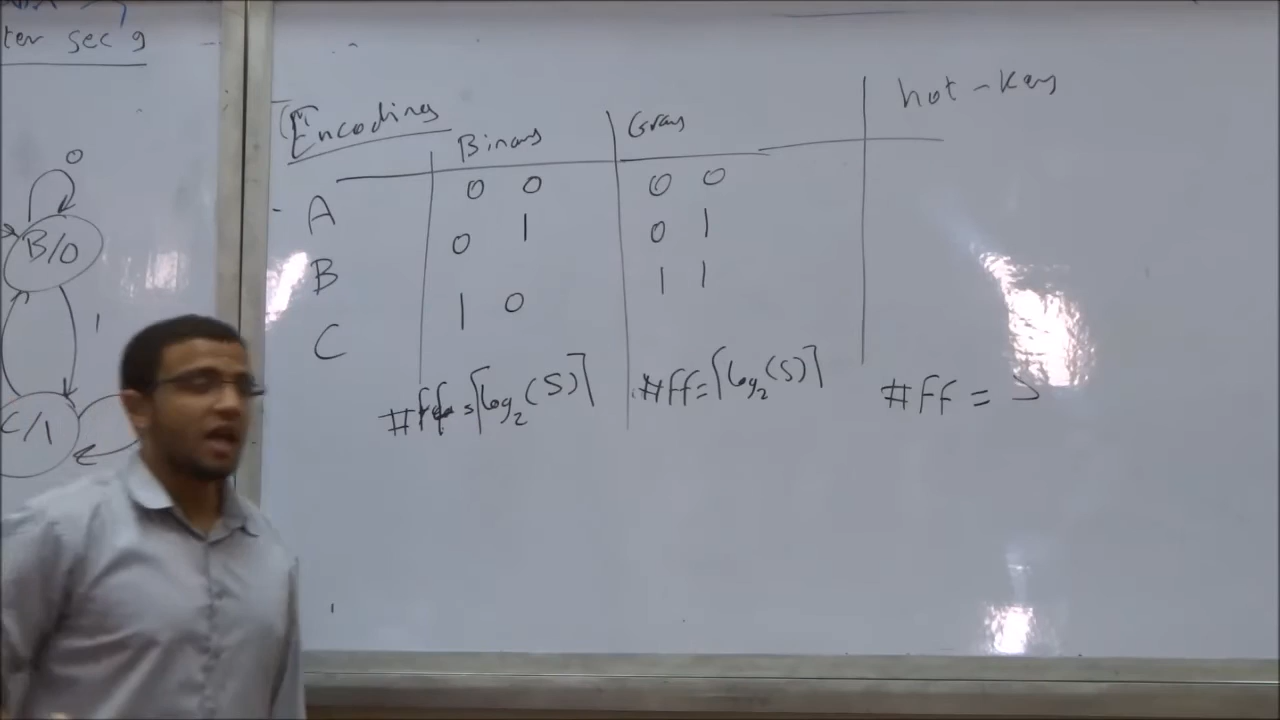 ter sec 9
0
B/0
1
C/1
Encodings Binary Gray hot-key
A 0 0 0 0
B 0 1 0 1
C 1 0 1 1
#ff = ⌈log₂(S)⌉ #ff = ⌈log₂(S)⌉ #ff = S